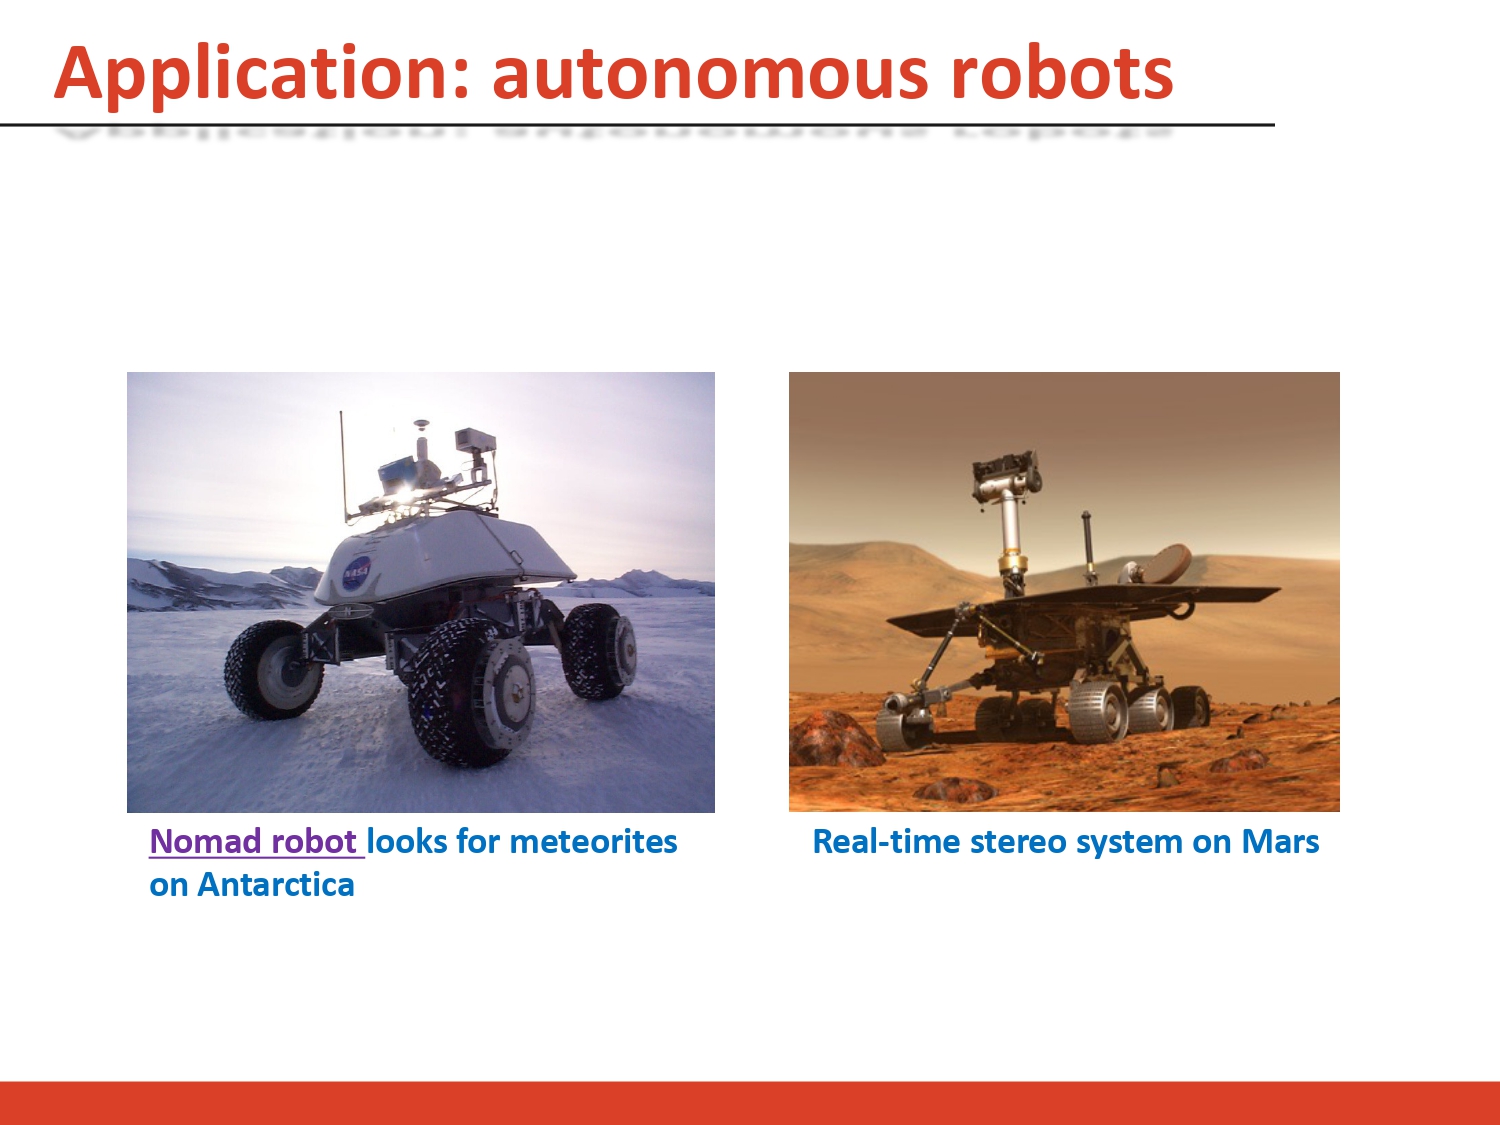 Application: autonomous robots
NASA
N
Nomad robot looks for meteorites
on Antarctica
Real-time stereo system on Mars